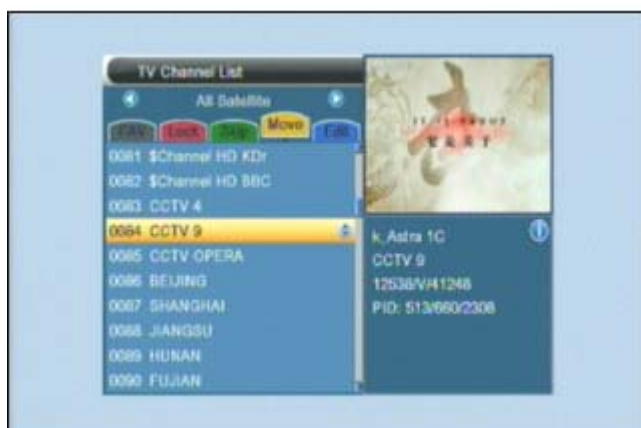 TV Channel List
All Satellite
FAV Lock Skip Move Edit
0081 $Channel HD KDr
0082 $Channel HD BBC
0083 CCTV 4
0084 CCTV 9
0085 CCTV OPERA
0086 BEIJING
0087 SHANGHAI
0088 JIANGSU
0089 HUNAN
0090 FUJIAN
k_Astra 1C
CCTV 9
12538/V/41248
PID: 513/660/2308